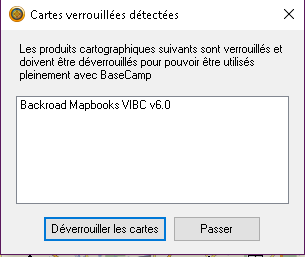 Cartes verrouillées détectées
Les produits cartographiques suivants sont verrouillés et
doivent être déverrouillés pour pouvoir être utilisés
pleinement avec BaseCamp
Backroad Mapbooks VIBC v6.0
Déverrouiller les cartes
Passer